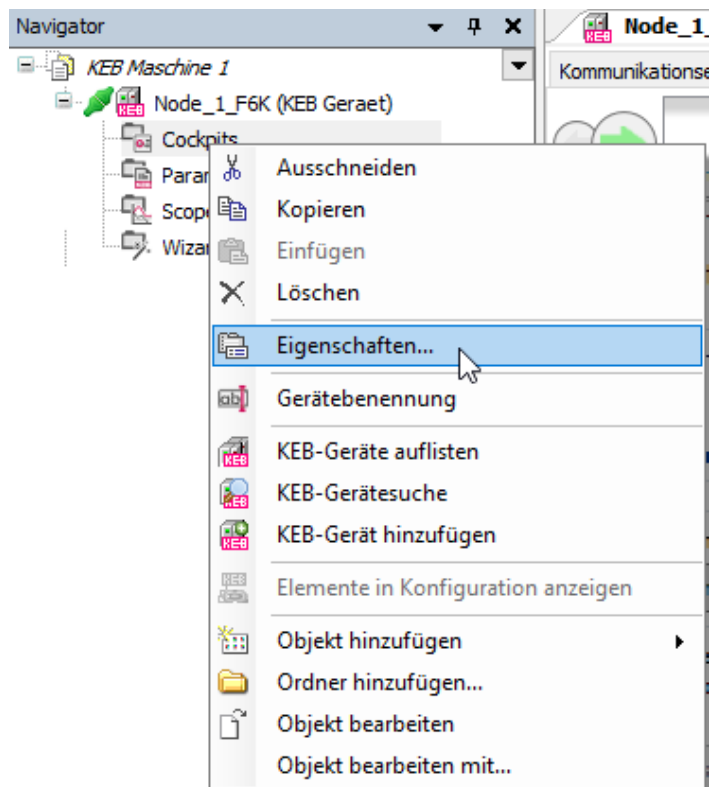 Navigator
Node_1_
KEB Maschine 1
Kommunikationse
Node_1_F6K (KEB Geraet)
Cockpits
Ausschneiden
Kopieren
Einfügen
Löschen
Eigenschaften...
Gerätebenennung
KEB-Geräte auflisten
KEB-Gerätesuche
KEB-Gerät hinzufügen
Elemente in Konfiguration anzeigen
Objekt hinzufügen
Ordner hinzufügen...
Objekt bearbeiten
Objekt bearbeiten mit...